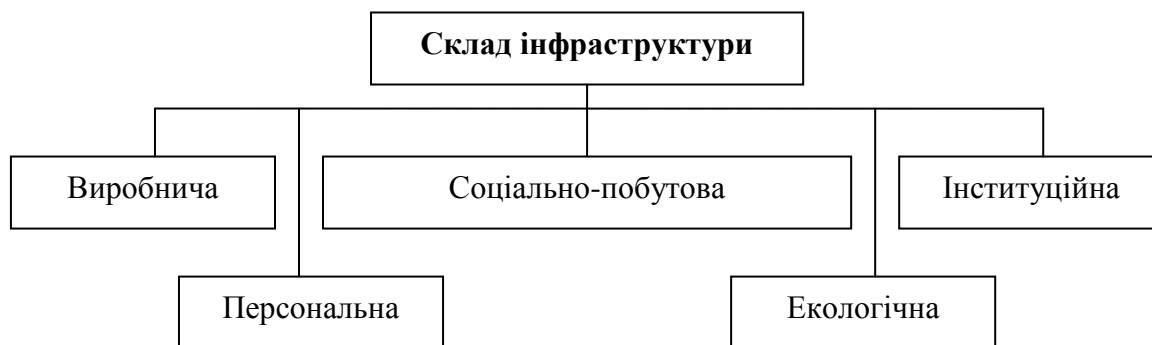 Склад інфраструктури
Виробнича
Соціально-побутова
Інституційна
Персональна
Екологічна